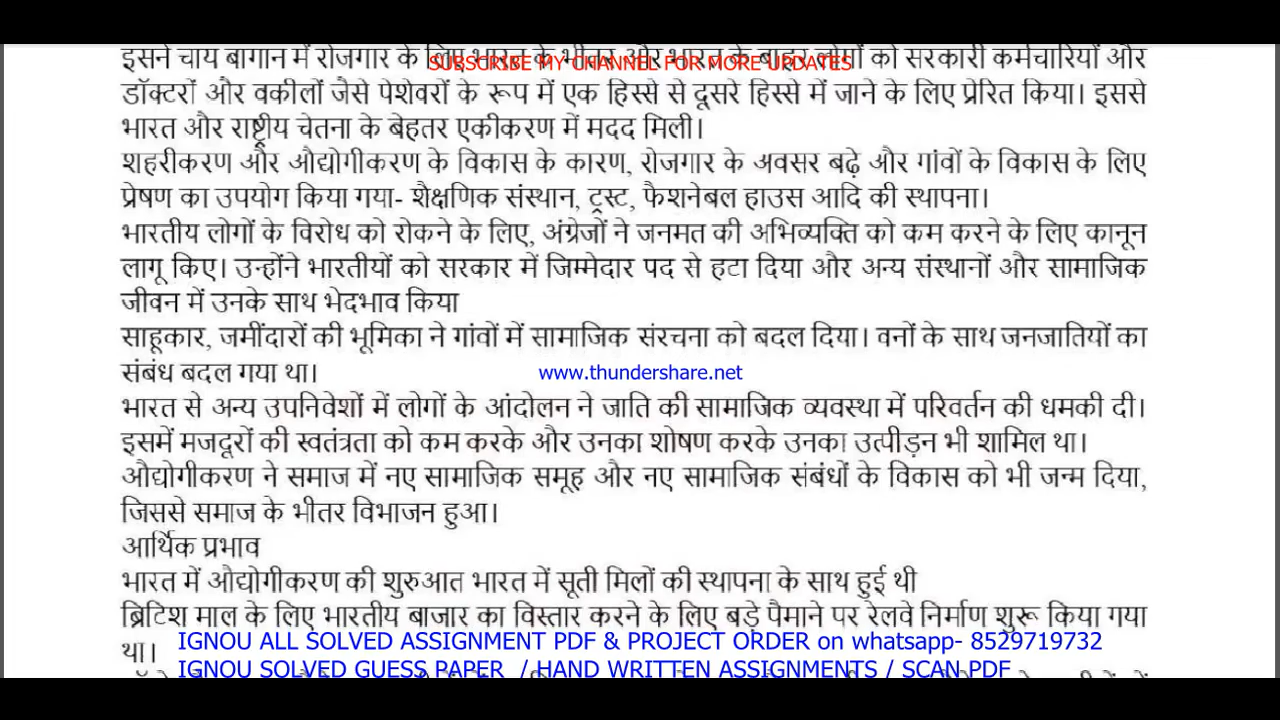 इसने चाय बागान में रोजगार के लिए भारत के भीतर और भारत के बाहर लोगों को सरकारी कर्मचारियों और
SUBSCRIBE MY CHANNEL FOR MORE UPDATES
डॉक्टरों और वकीलों जैसे पेशेवरों के रूप में एक हिस्से से दूसरे हिस्से में जाने के लिए प्रेरित किया। इससे
भारत और राष्ट्रीय चेतना के बेहतर एकीकरण में मदद मिली।
शहरीकरण और औद्योगीकरण के विकास के कारण, रोजगार के अवसर बढ़े और गांवों के विकास के लिए
प्रेषण का उपयोग किया गया- शैक्षणिक संस्थान, ट्रस्ट, फैशनेबल हाउस आदि की स्थापना।
भारतीय लोगों के विरोध को रोकने के लिए, अंग्रेजों ने जनमत की अभिव्यक्ति को कम करने के लिए कानून
लागू किए। उन्होंने भारतीयों को सरकार में जिम्मेदार पद से हटा दिया और अन्य संस्थानों और सामाजिक
जीवन में उनके साथ भेदभाव किया
साहूकार, जमींदारों की भूमिका ने गांवों में सामाजिक संरचना को बदल दिया। वनों के साथ जनजातियों का
संबंध बदल गया था।
www.thundershare.net
भारत से अन्य उपनिवेशों में लोगों के आंदोलन ने जाति की सामाजिक व्यवस्था में परिवर्तन की धमकी दी।
इसमें मजदूरों की स्वतंत्रता को कम करके और उनका शोषण करके उनका उत्पीड़न भी शामिल था।
औद्योगीकरण ने समाज में नए सामाजिक समूह और नए सामाजिक संबंधों के विकास को भी जन्म दिया,
जिससे समाज के भीतर विभाजन हुआ।
आर्थिक प्रभाव
भारत में औद्योगीकरण की शुरुआत भारत में सूती मिलों की स्थापना के साथ हुई थी
ब्रिटिश माल के लिए भारतीय बाजार का विस्तार करने के लिए बड़े पैमाने पर रेलवे निर्माण शुरू किया गया
था।
IGNOU ALL SOLVED ASSIGNMENT PDF & PROJECT ORDER on whatsapp- 8529719732
IGNOU SOLVED GUESS PAPER / HAND WRITTEN ASSIGNMENTS / SCAN PDF